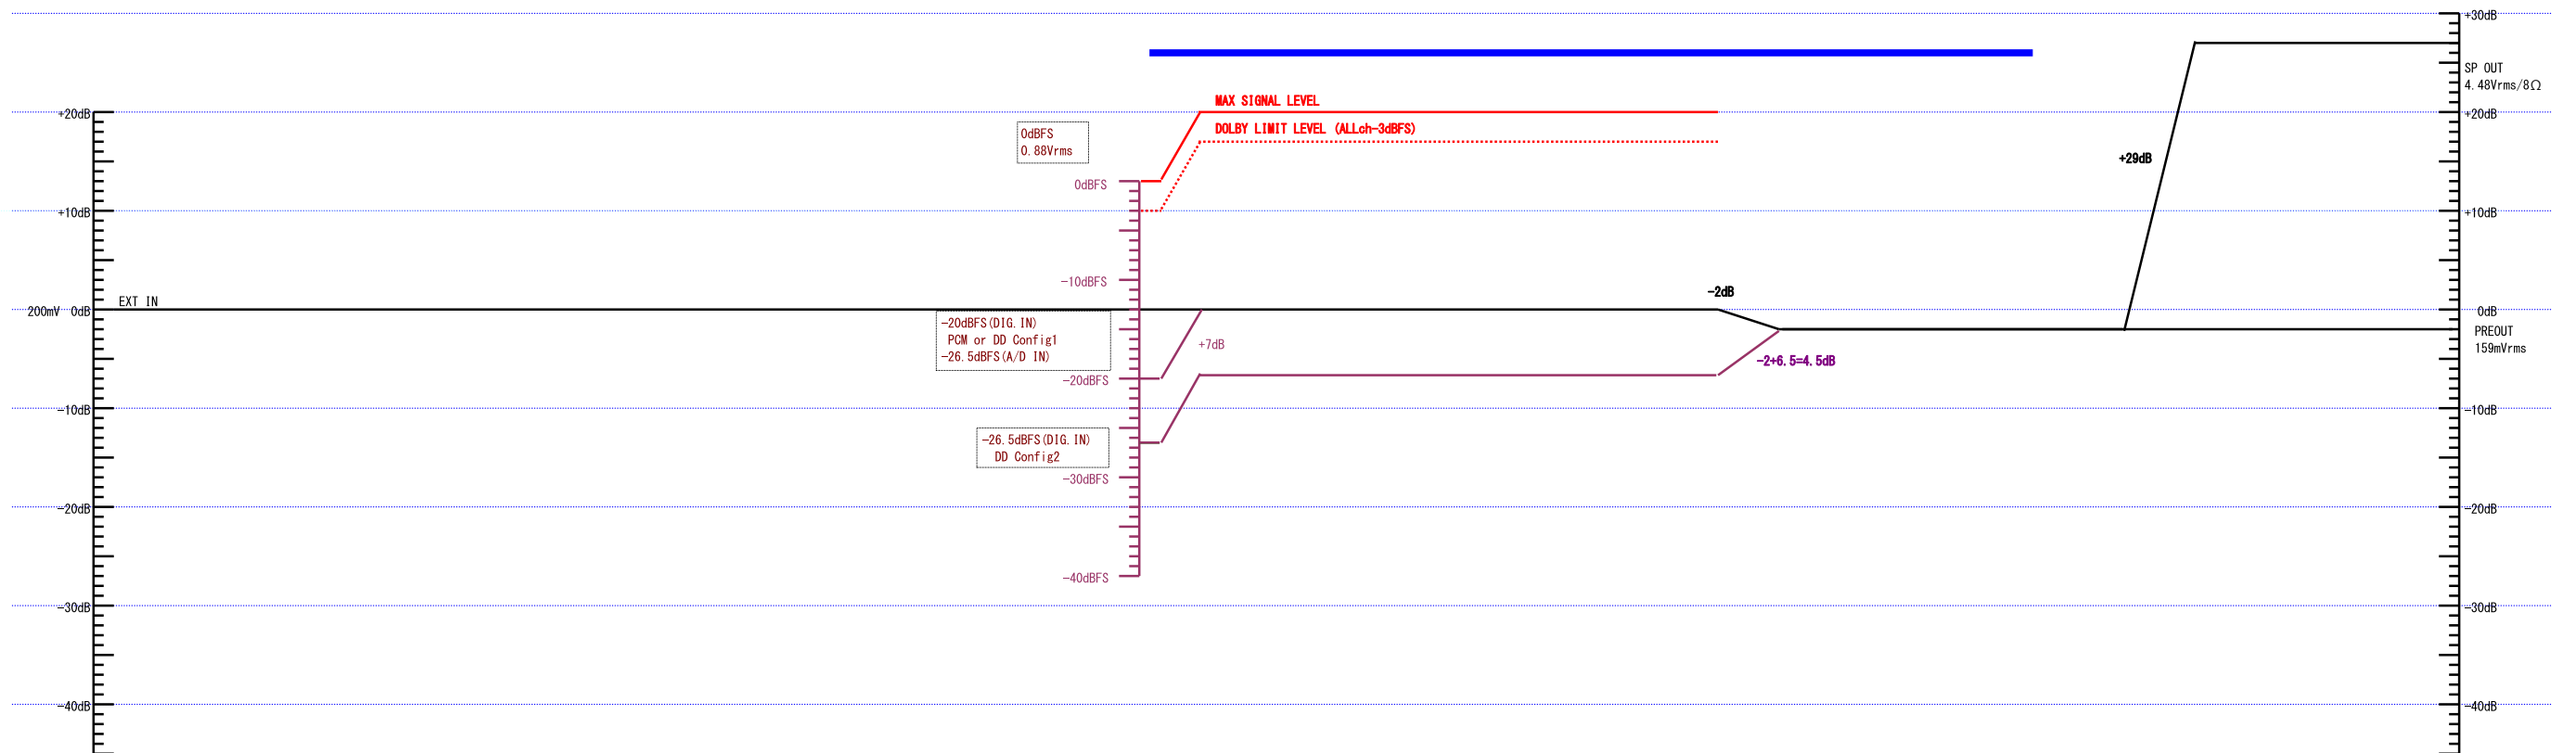 +30dB
SP OUT
4.48Vrms/8Ω
MAX SIGNAL LEVEL
+20dB
+20dB
DOLBY LIMIT LEVEL (ALLch-3dBFS)
0dBFS
0.88Vrms
+29dB
0dBFS
+10dB
+10dB
-10dBFS
-2dB
EXT IN
200mV 0dB
0dB
-20dBFS(DIG.IN)
PCM or DD Config1
-26.5dBFS(A/D IN)
+7dB
PREOUT
159mVrms
-2+6.5=4.5dB
-20dBFS
-10dB
-10dB
-26.5dBFS(DIG.IN)
DD Config2
-30dBFS
-20dB
-20dB
-40dBFS
-30dB
-30dB
-40dB
-40dB